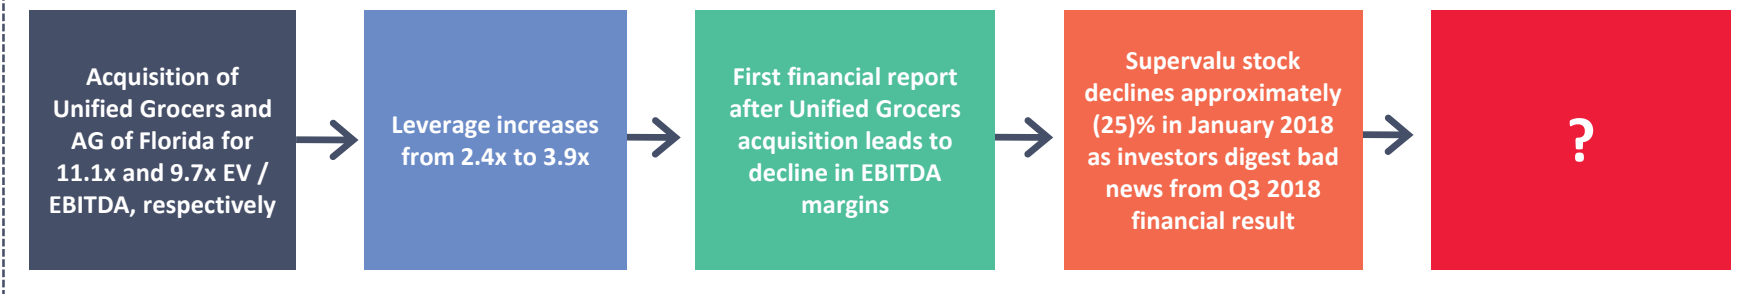 Acquisition of
Unified Grocers and
AG of Florida for
11.1x and 9.7x EV /
EBITDA, respectively
Leverage increases
from 2.4x to 3.9x
First financial report
after Unified Grocers
acquisition leads to
decline in EBITDA
margins
Supervalu stock
declines approximately
(25)% in January 2018
as investors digest bad
news from Q3 2018
financial result
?